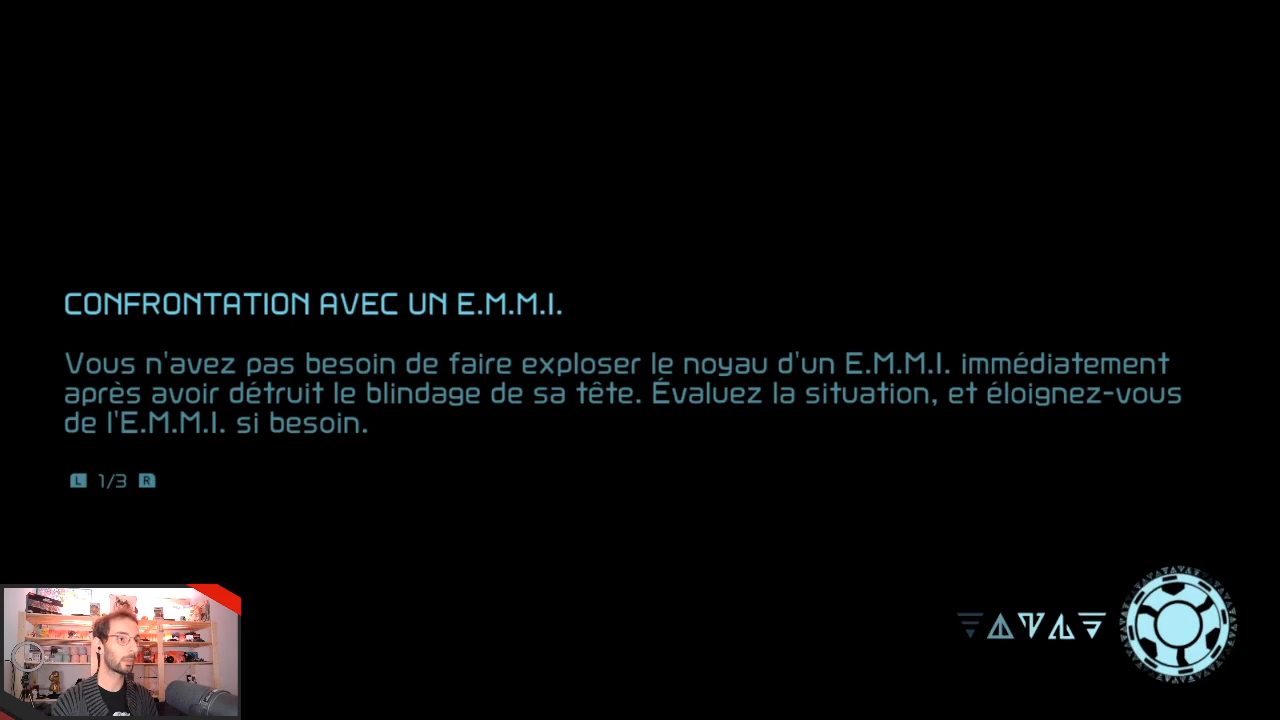 CONFRONTATION AVEC UN E.M.M.I.
Vous n'avez pas besoin de faire exploser le noyau d'un E.M.M.I. immédiatement
après avoir détruit le blindage de sa tête. Évaluez la situation, et éloignez-vous
de l'E.M.M.I. si besoin.
L 1/3 R